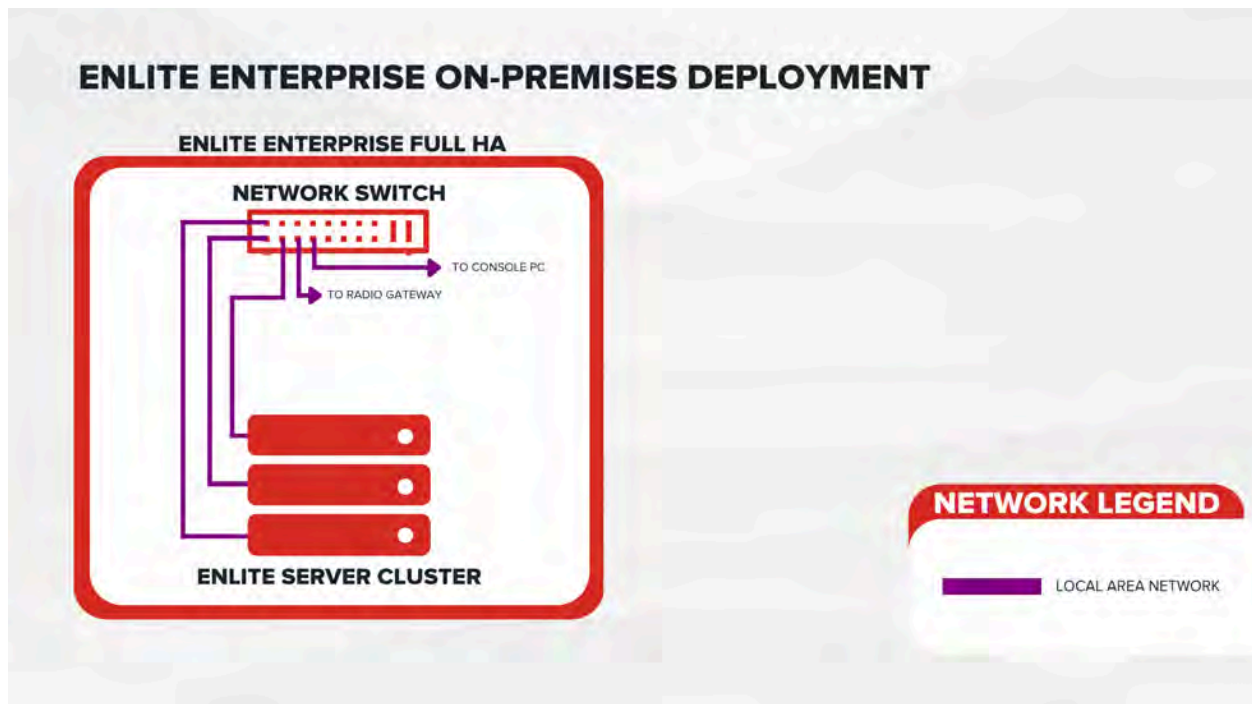 ENLITE ENTERPRISE ON-PREMISES DEPLOYMENT
ENLITE ENTERPRISE FULL HA
NETWORK SWITCH
TO CONSOLE PC
TO RADIO GATEWAY
ENLITE SERVER CLUSTER
NETWORK LEGEND
LOCAL AREA NETWORK